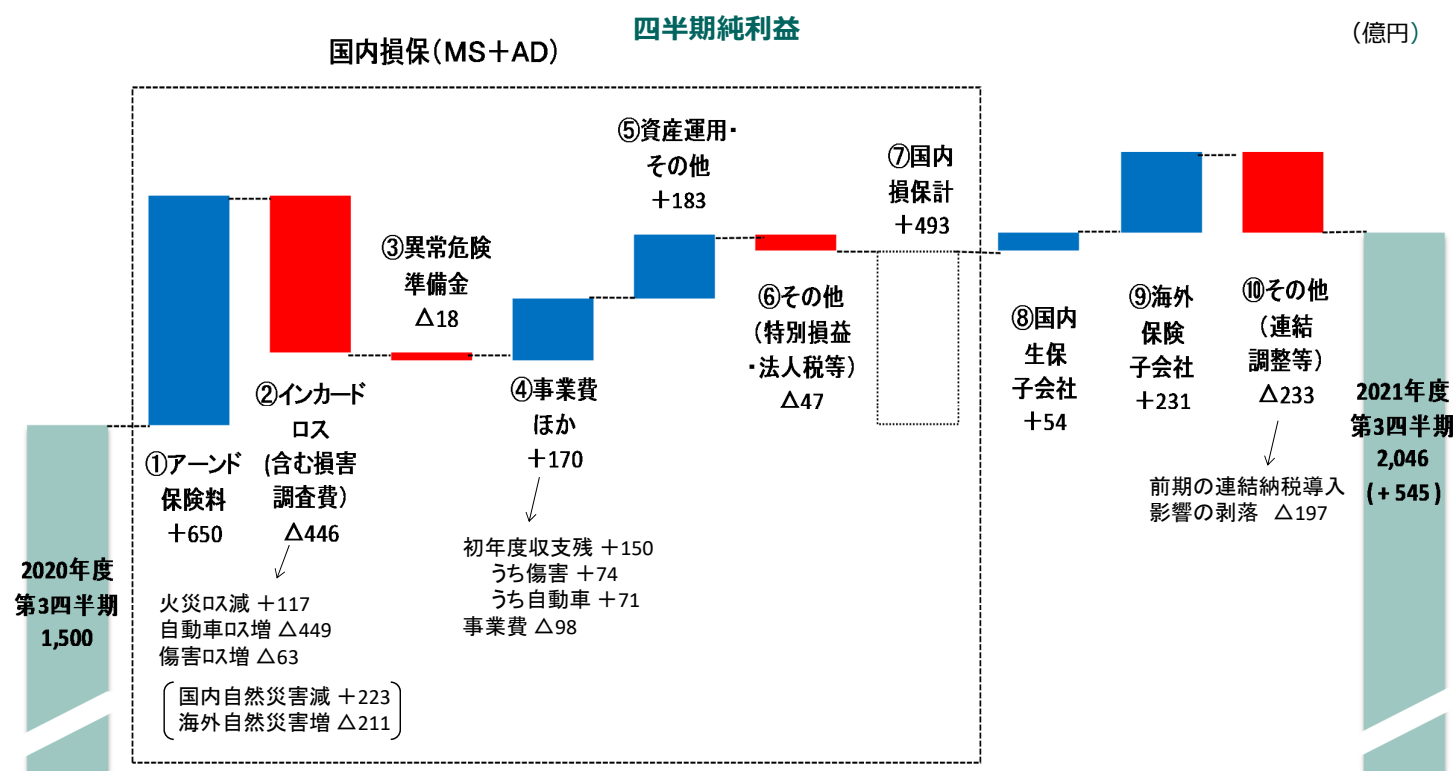 四半期純利益
(億円)
国内損保(MS+AD)
①アーンド
保険料
+650
②インカード
ロス
(含む損害
調査費)
△446
③異常危険
準備金
△18
④事業費
ほか
+170
⑤資産運用・
その他
+183
⑥その他
(特別損益
・法人税等)
△47
⑦国内
損保計
+493
⑧国内
生保
子会社
+54
⑨海外
保険
子会社
+231
⑩その他
(連結
調整等)
△233
2020年度
第3四半期
1,500
火災ロス減 +117
自動車ロス増 △449
傷害ロス増 △63
国内自然災害減 +223
海外自然災害増 △211
初年度収支残 +150
うち傷害 +74
うち自動車 +71
事業費 △98
前期の連結納税導入
影響の剥落 △197
2021年度
第3四半期
2,046
(+545)